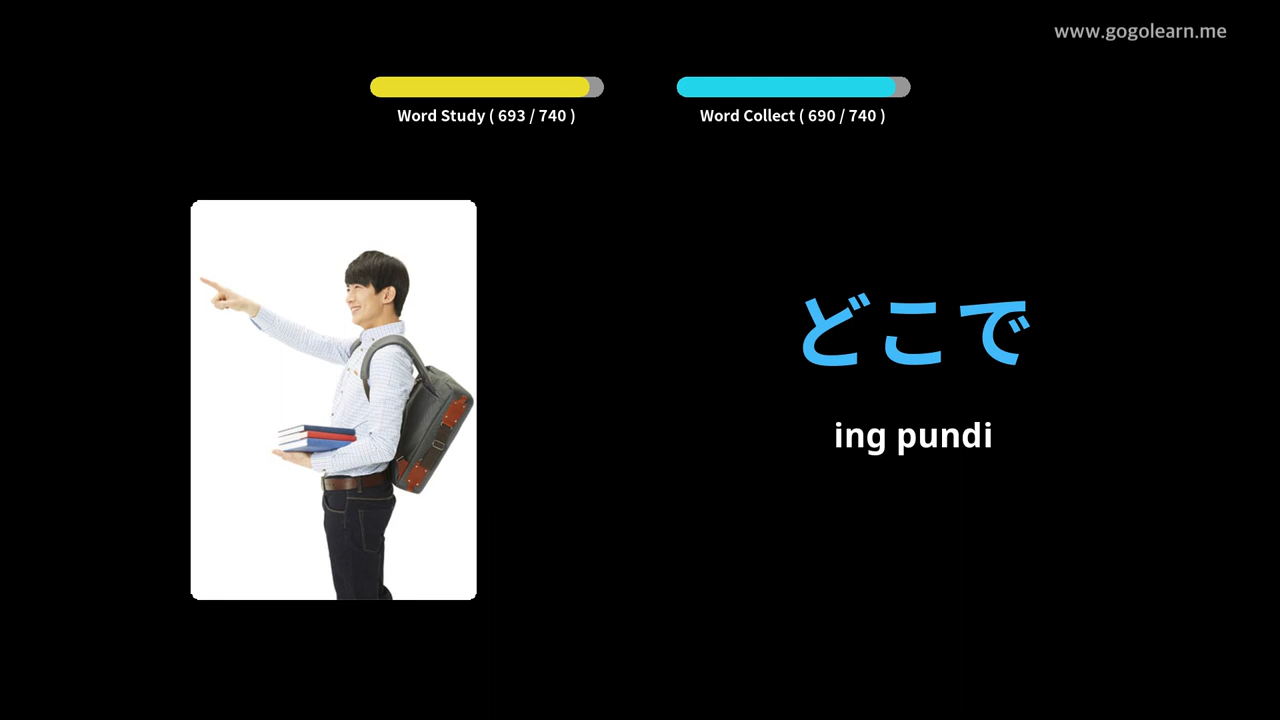 www.gogolearn.me
Word Study ( 693 / 740 )
Word Collect ( 690 / 740 )
どこで
ing pundi